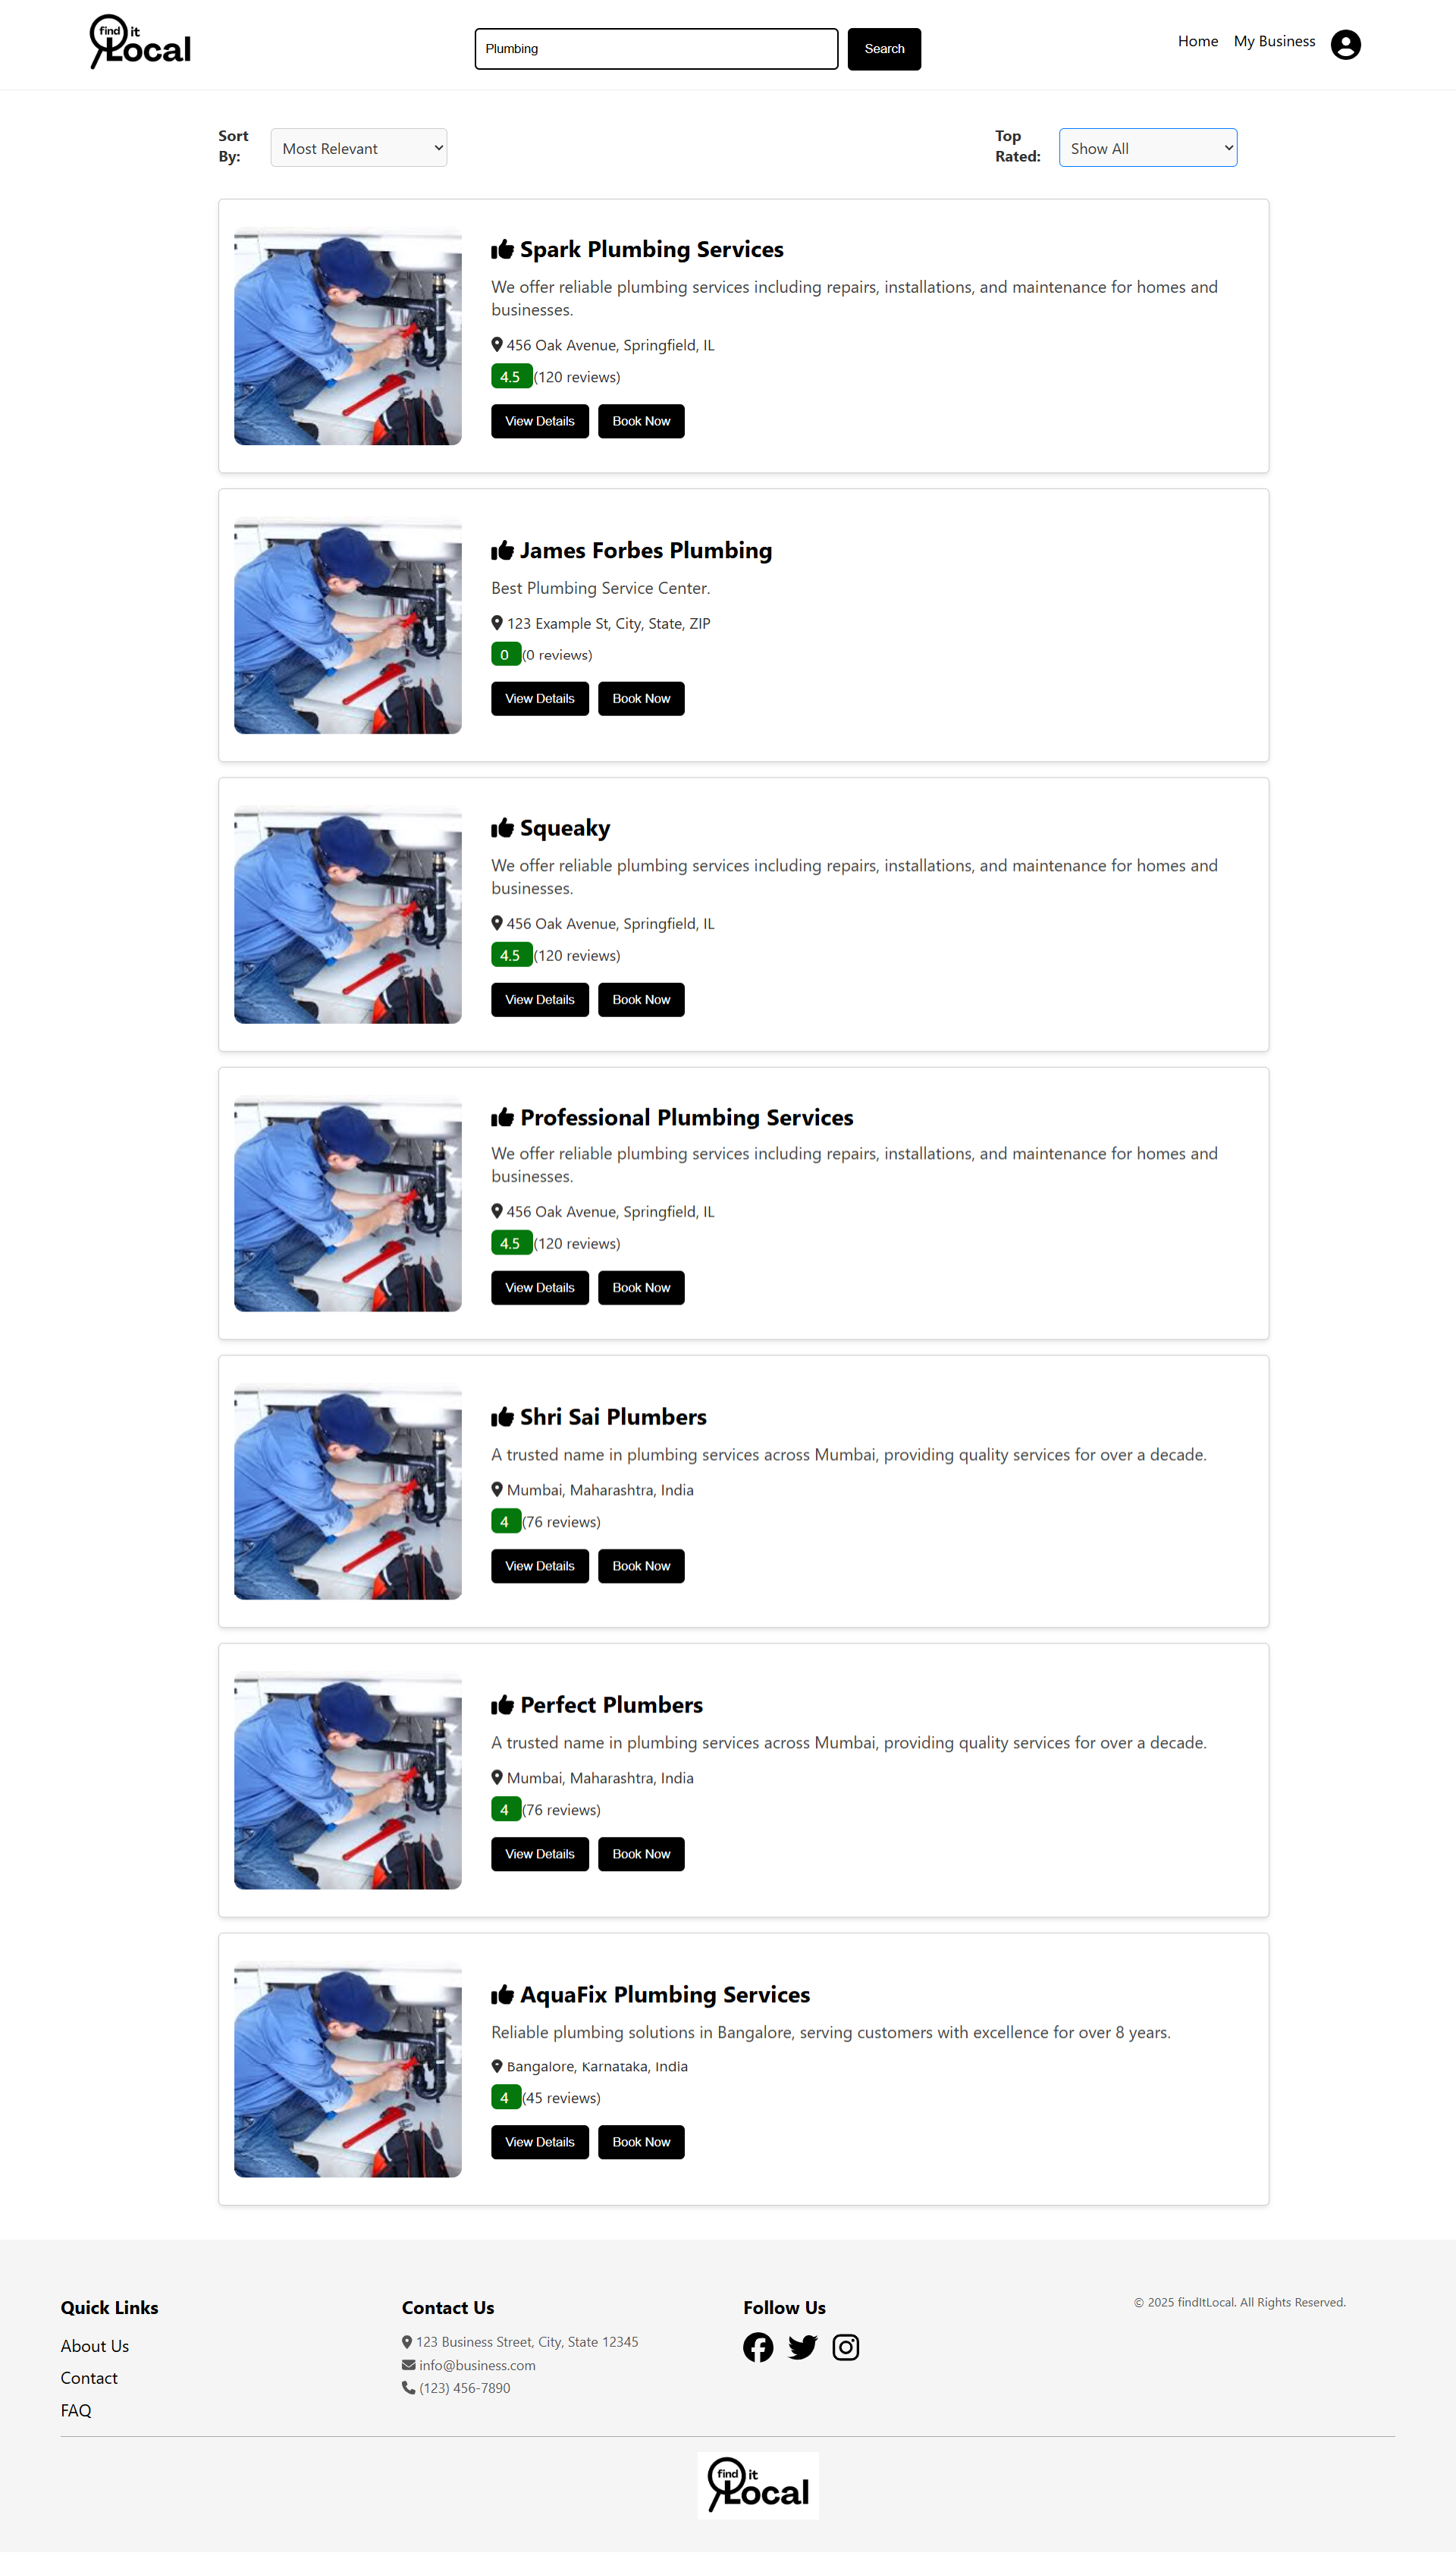 find it
Local
Plumbing
Search
Home
My Business
Sort
By:
Most Relevant
Top
Rated:
Show All
Spark Plumbing Services
We offer reliable plumbing services including repairs, installations, and maintenance for homes and
businesses.
456 Oak Avenue, Springfield, IL
4.5 (120 reviews)
View Details
Book Now
James Forbes Plumbing
Best Plumbing Service Center.
123 Example St, City, State, ZIP
0 (0 reviews)
View Details
Book Now
Squeaky
We offer reliable plumbing services including repairs, installations, and maintenance for homes and
businesses.
456 Oak Avenue, Springfield, IL
4.5 (120 reviews)
View Details
Book Now
Professional Plumbing Services
We offer reliable plumbing services including repairs, installations, and maintenance for homes and
businesses.
456 Oak Avenue, Springfield, IL
4.5 (120 reviews)
View Details
Book Now
Shri Sai Plumbers
A trusted name in plumbing services across Mumbai, providing quality services for over a decade.
Mumbai, Maharashtra, India
4 (76 reviews)
View Details
Book Now
Perfect Plumbers
A trusted name in plumbing services across Mumbai, providing quality services for over a decade.
Mumbai, Maharashtra, India
4 (76 reviews)
View Details
Book Now
AquaFix Plumbing Services
Reliable plumbing solutions in Bangalore, serving customers with excellence for over 8 years.
Bangalore, Karnataka, India
4 (45 reviews)
View Details
Book Now
Quick Links
About Us
Contact
FAQ
Contact Us
123 Business Street, City, State 12345
info@business.com
(123) 456-7890
Follow Us
© 2025 findItLocal. All Rights Reserved.
find it
Local